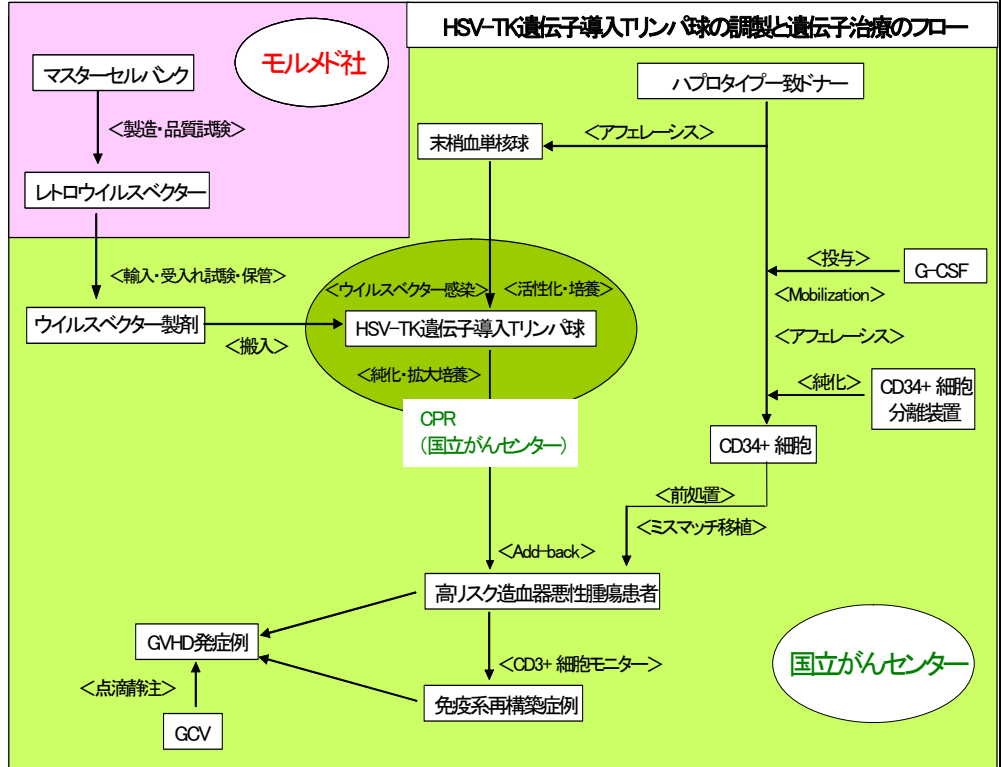 HSV-TK遺伝子導入Tリンパ球の調製と遺伝子治療のフロー
モルメド社
マスターセルバンク
<製造・品質試験>
レトロウイルスベクター
<輸入・受入れ試験・保管>
ウイルスベクター製剤
<搬入>
ハプロタイプ一致ドナー
<アフェレーシス>
末梢血単核球
<ウイルスベクター感染>
<活性化・培養>
HSV-TK遺伝子導入Tリンパ球
<純化・拡大培養>
CPR
(国立がんセンター)
<投与>
G-CSF
<Mobilization>
<アフェレーシス>
<純化>
CD34+ 細胞
分離装置
CD34+ 細胞
<前処置>
<ミスマッチ移植>
<Add-back>
高リスク造血器悪性腫瘍患者
GVHD発症例
<CD3+ 細胞モニター>
<点滴静注>
免疫系再構築症例
GCV
国立がんセンター